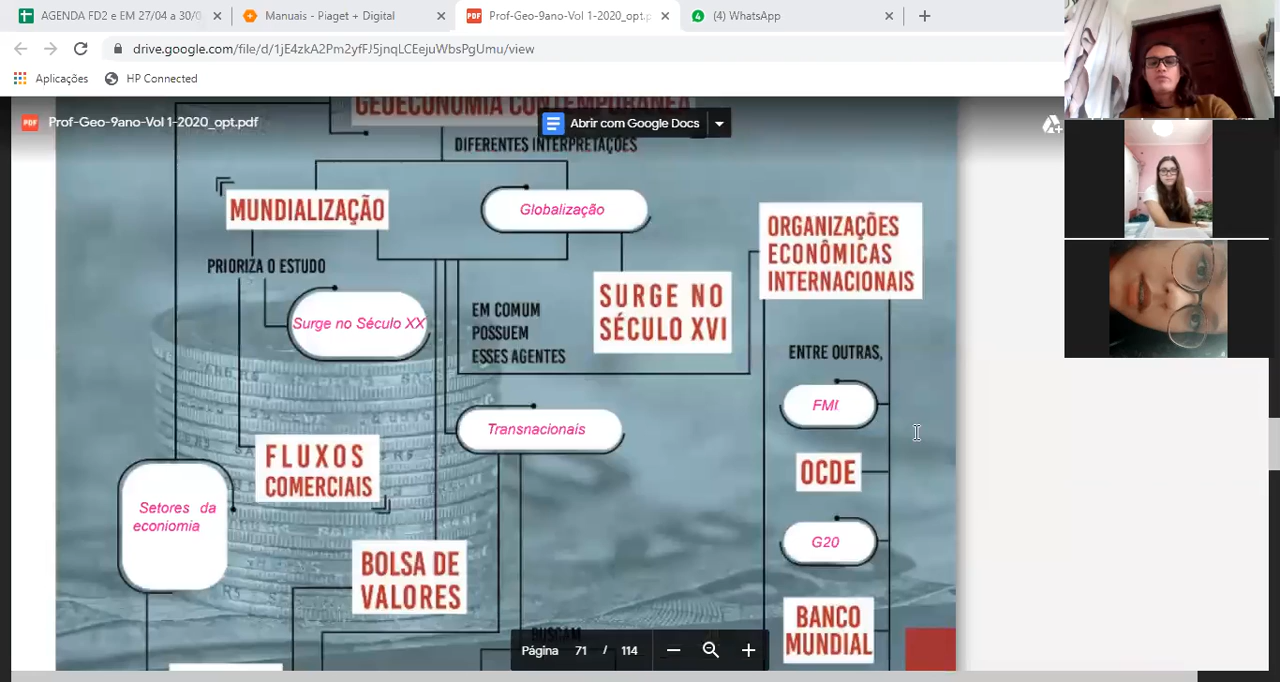 AGENDA FD2 e EM 27/04 a 30/0
Manuais - Piaget + Digital
Prof-Geo-9ano-Vol 1-2020_opt.p
(4) WhatsApp
drive.google.com/file/d/1jE4zkA2Pm2yfFJ5jnqLCEejuWbsPgUmu/view
Aplicações
HP Connected
GEOECONOMIA CONTEMPORÂNEA
Prof-Geo-9ano-Vol 1-2020_opt.pdf
Abrir com Google Docs
DIFERENTES INTERPRETAÇÕES
MUNDIALIZAÇÃO
Globalização
ORGANIZAÇÕES
ECONÔMICAS
INTERNACIONAIS
PRIORIZA O ESTUDO
Surge no Século XX
EM COMUM
POSSUEM
ESSES AGENTES
SURGE NO
SÉCULO XVI
ENTRE OUTRAS,
FMI
Transnacionais
FLUXOS
COMERCIAIS
OCDE
Setores da
econiomia
G20
BOLSA DE
VALORES
BANCO
MUNDIAL
BUSCAM
Página 71 / 114